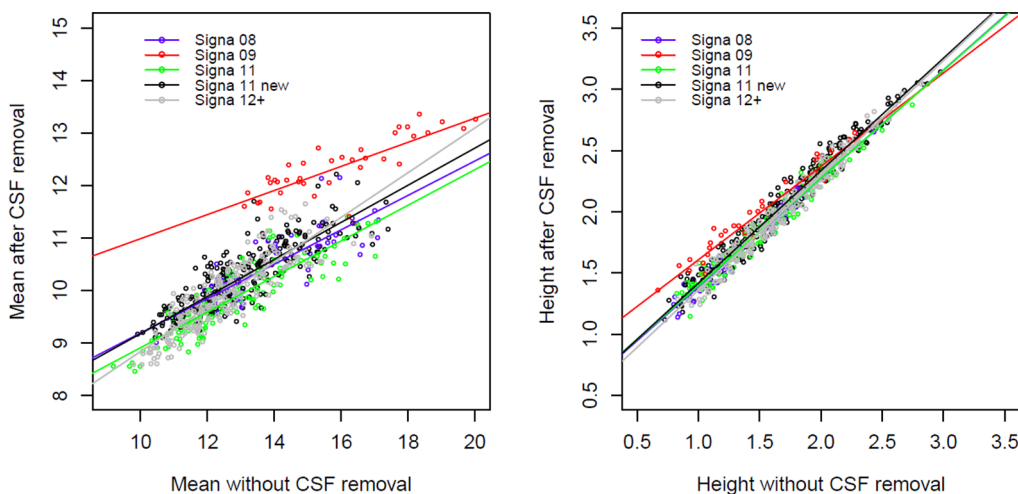 15
14
13
12
11
10
9
8
Mean after CSF removal
Signa 08
Signa 09
Signa 11
Signa 11 new
Signa 12+
10 12 14 16 18 20
Mean without CSF removal
3.5
3.0
2.5
2.0
1.5
1.0
0.5
Height after CSF removal
Signa 08
Signa 09
Signa 11
Signa 11 new
Signa 12+
0.5 1.0 1.5 2.0 2.5 3.0 3.5
Height without CSF removal